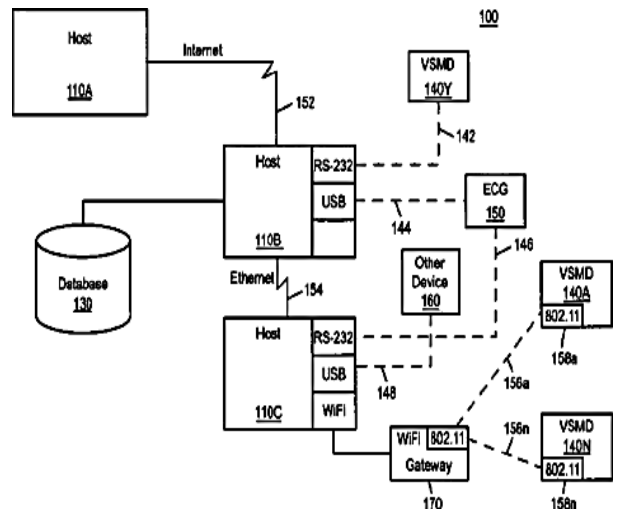 100
Host
110A
Internet
152
VSMD
140Y
142
Host
110B
RS-232
USB
144
ECG
150
146
Database
130
Ethernet
154
Other
Device
160
VSMD
140A
802.11
158a
156a
Host
110C
RS-232
USB
WiFi
148
WiFi
802.11
Gateway
170
156n
VSMD
140N
802.11
158n